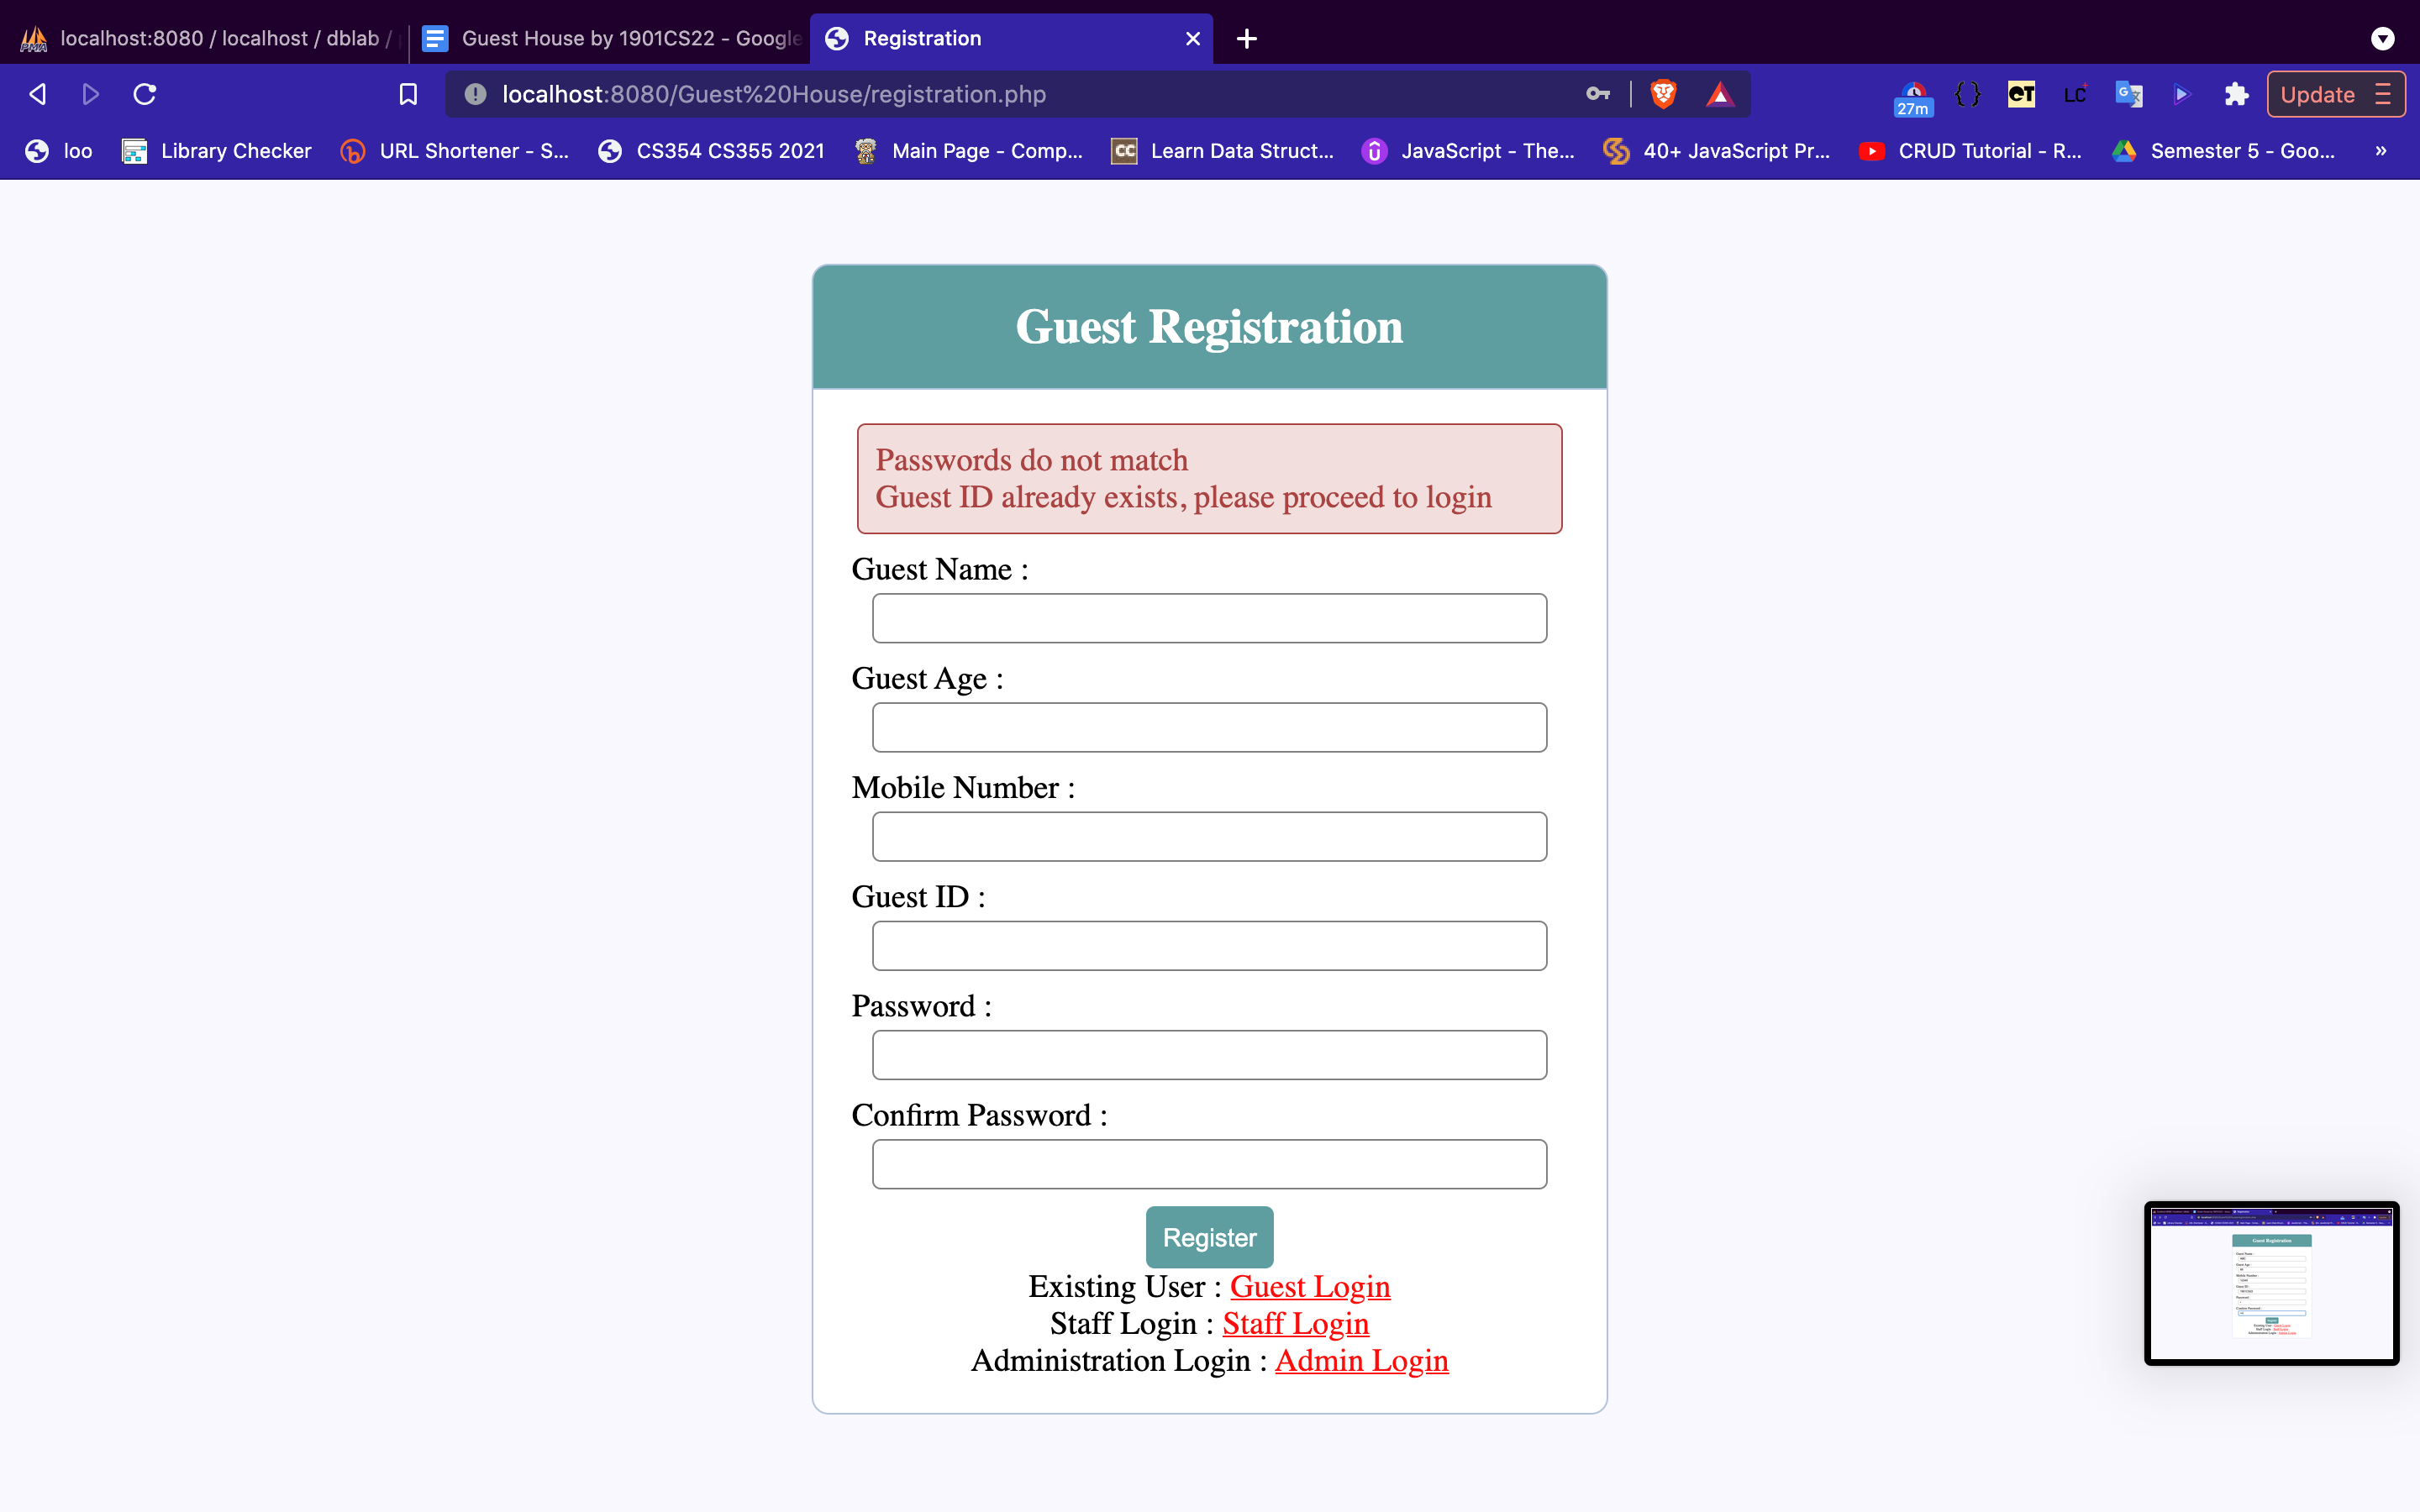 localhost:8080 / localhost / dblab /
Guest House by 1901CS22 - Google
Registration
localhost:8080/Guest%20House/registration.php
27m
LC
Update
loo
Library Checker
URL Shortener - S...
CS354 CS355 2021
Main Page - Comp...
CC
Learn Data Struct...
JavaScript - The...
40+ JavaScript Pr...
CRUD Tutorial - R...
Semester 5 - Goo...
»
Guest Registration
Passwords do not match
Guest ID already exists, please proceed to login
Guest Name :
Guest Age :
Mobile Number :
Guest ID :
Password :
Confirm Password :
Register
Existing User : Guest Login
Staff Login : Staff Login
Administration Login : Admin Login
Guest Registration